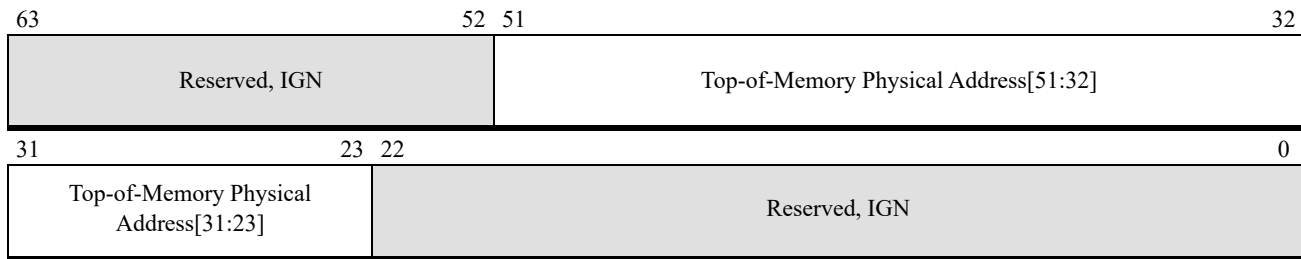 63 52 51 32
Reserved, IGN Top-of-Memory Physical Address[51:32]
31 23 22 0
Top-of-Memory Physical
Address[31:23]
Reserved, IGN